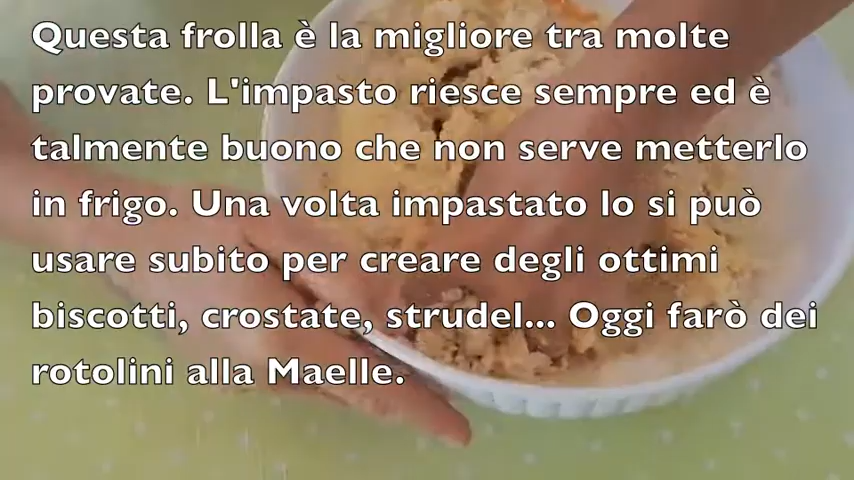 Questa frolla è la migliore tra molte
provate. L'impasto riesce sempre ed è
talmente buono che non serve metterlo
in frigo. Una volta impastato lo si può
usare subito per creare degli ottimi
biscotti, crostate, strudel... Oggi farò dei
rotolini alla Maelle.